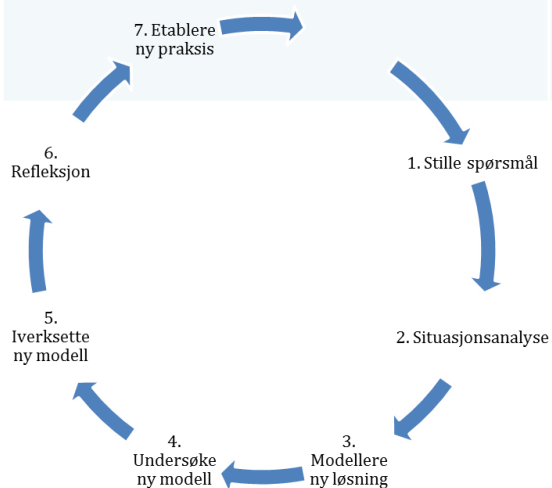 7. Etablere
ny praksis
1. Stille spørsmål
2. Situasjonsanalyse
3.
Modellere
ny løsning
4.
Undersøke
ny modell
5.
Iverksette
ny modell
6.
Refleksjon